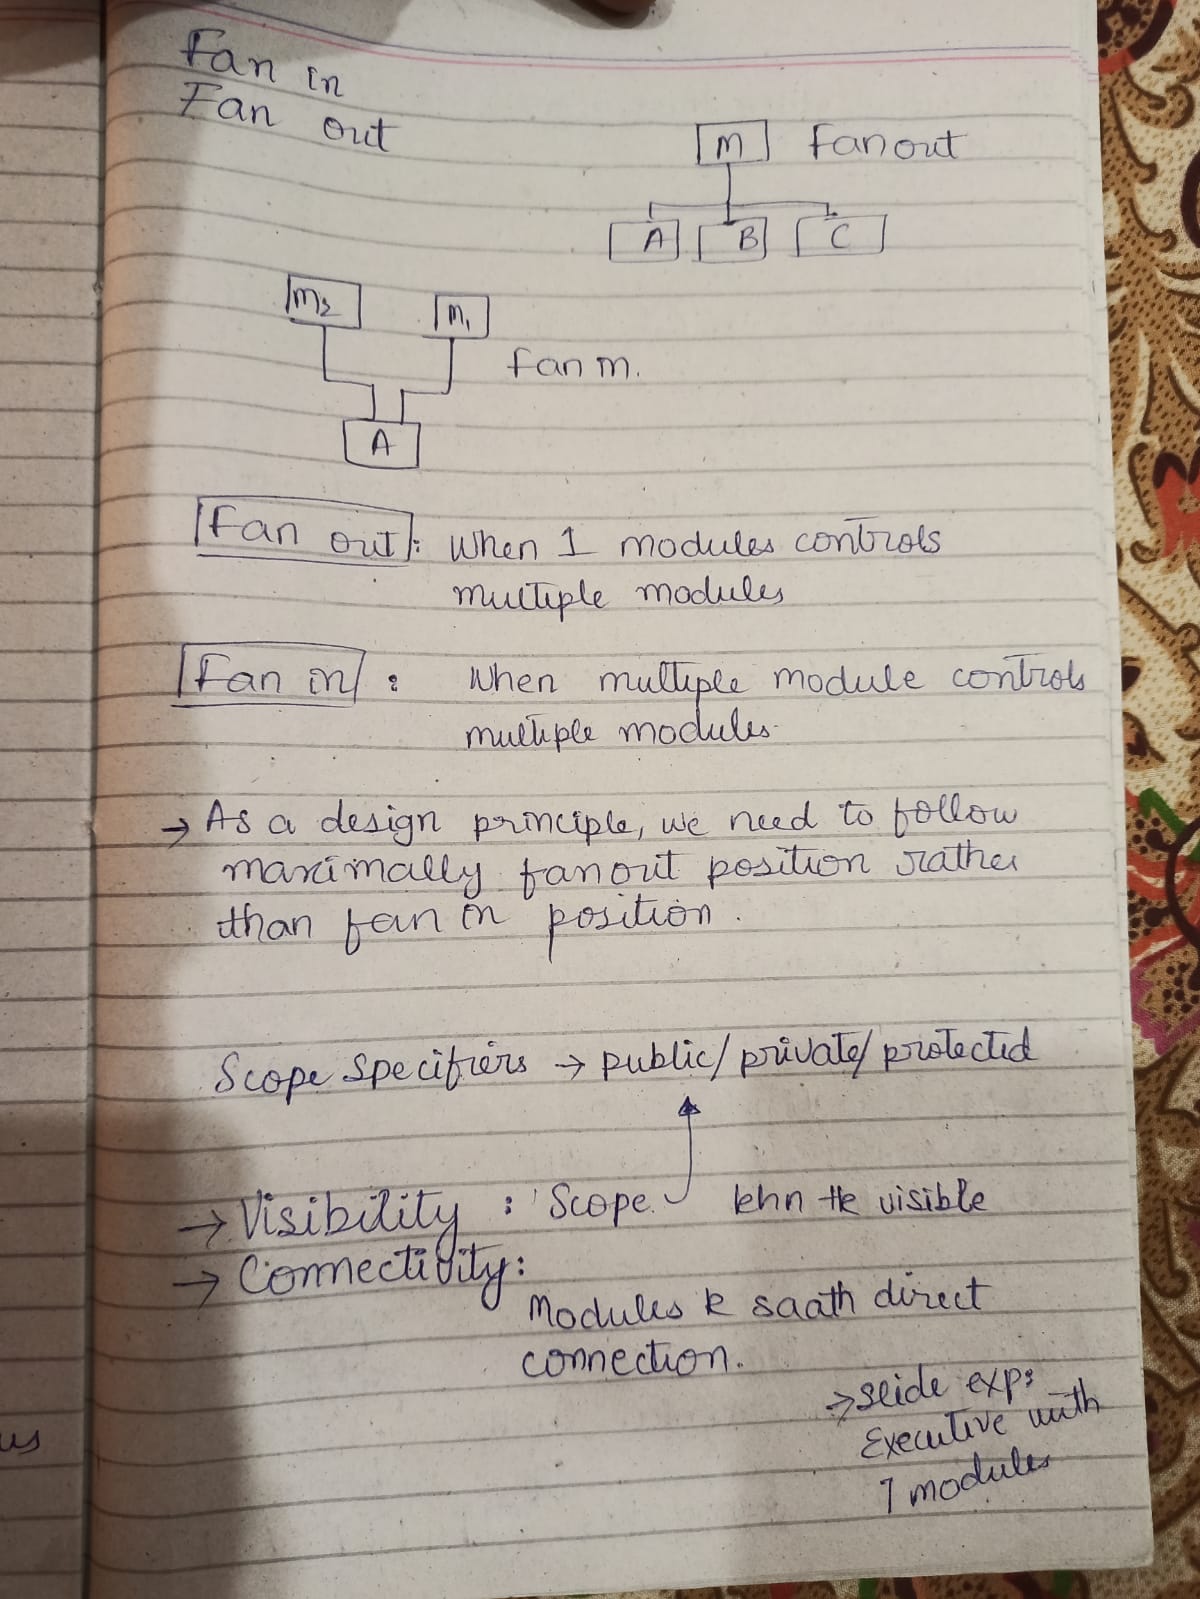 Fan in
Fan out
M Fanout
A B C
M2 M1
Fan in.
A
Fan out: When 1 modules controls
multiple modules
Fan in: When multiple module controls
multiple modules.
→ As a design principle, we need to follow
maximally fanout position rather
than fan in position.
Scope Specifiers → public/private/protected
→ Visibility : Scope khn tk visible
→ Connectivity:
Modules k saath direct
connection.
→ slide exp:
Executive with
7 modules
us